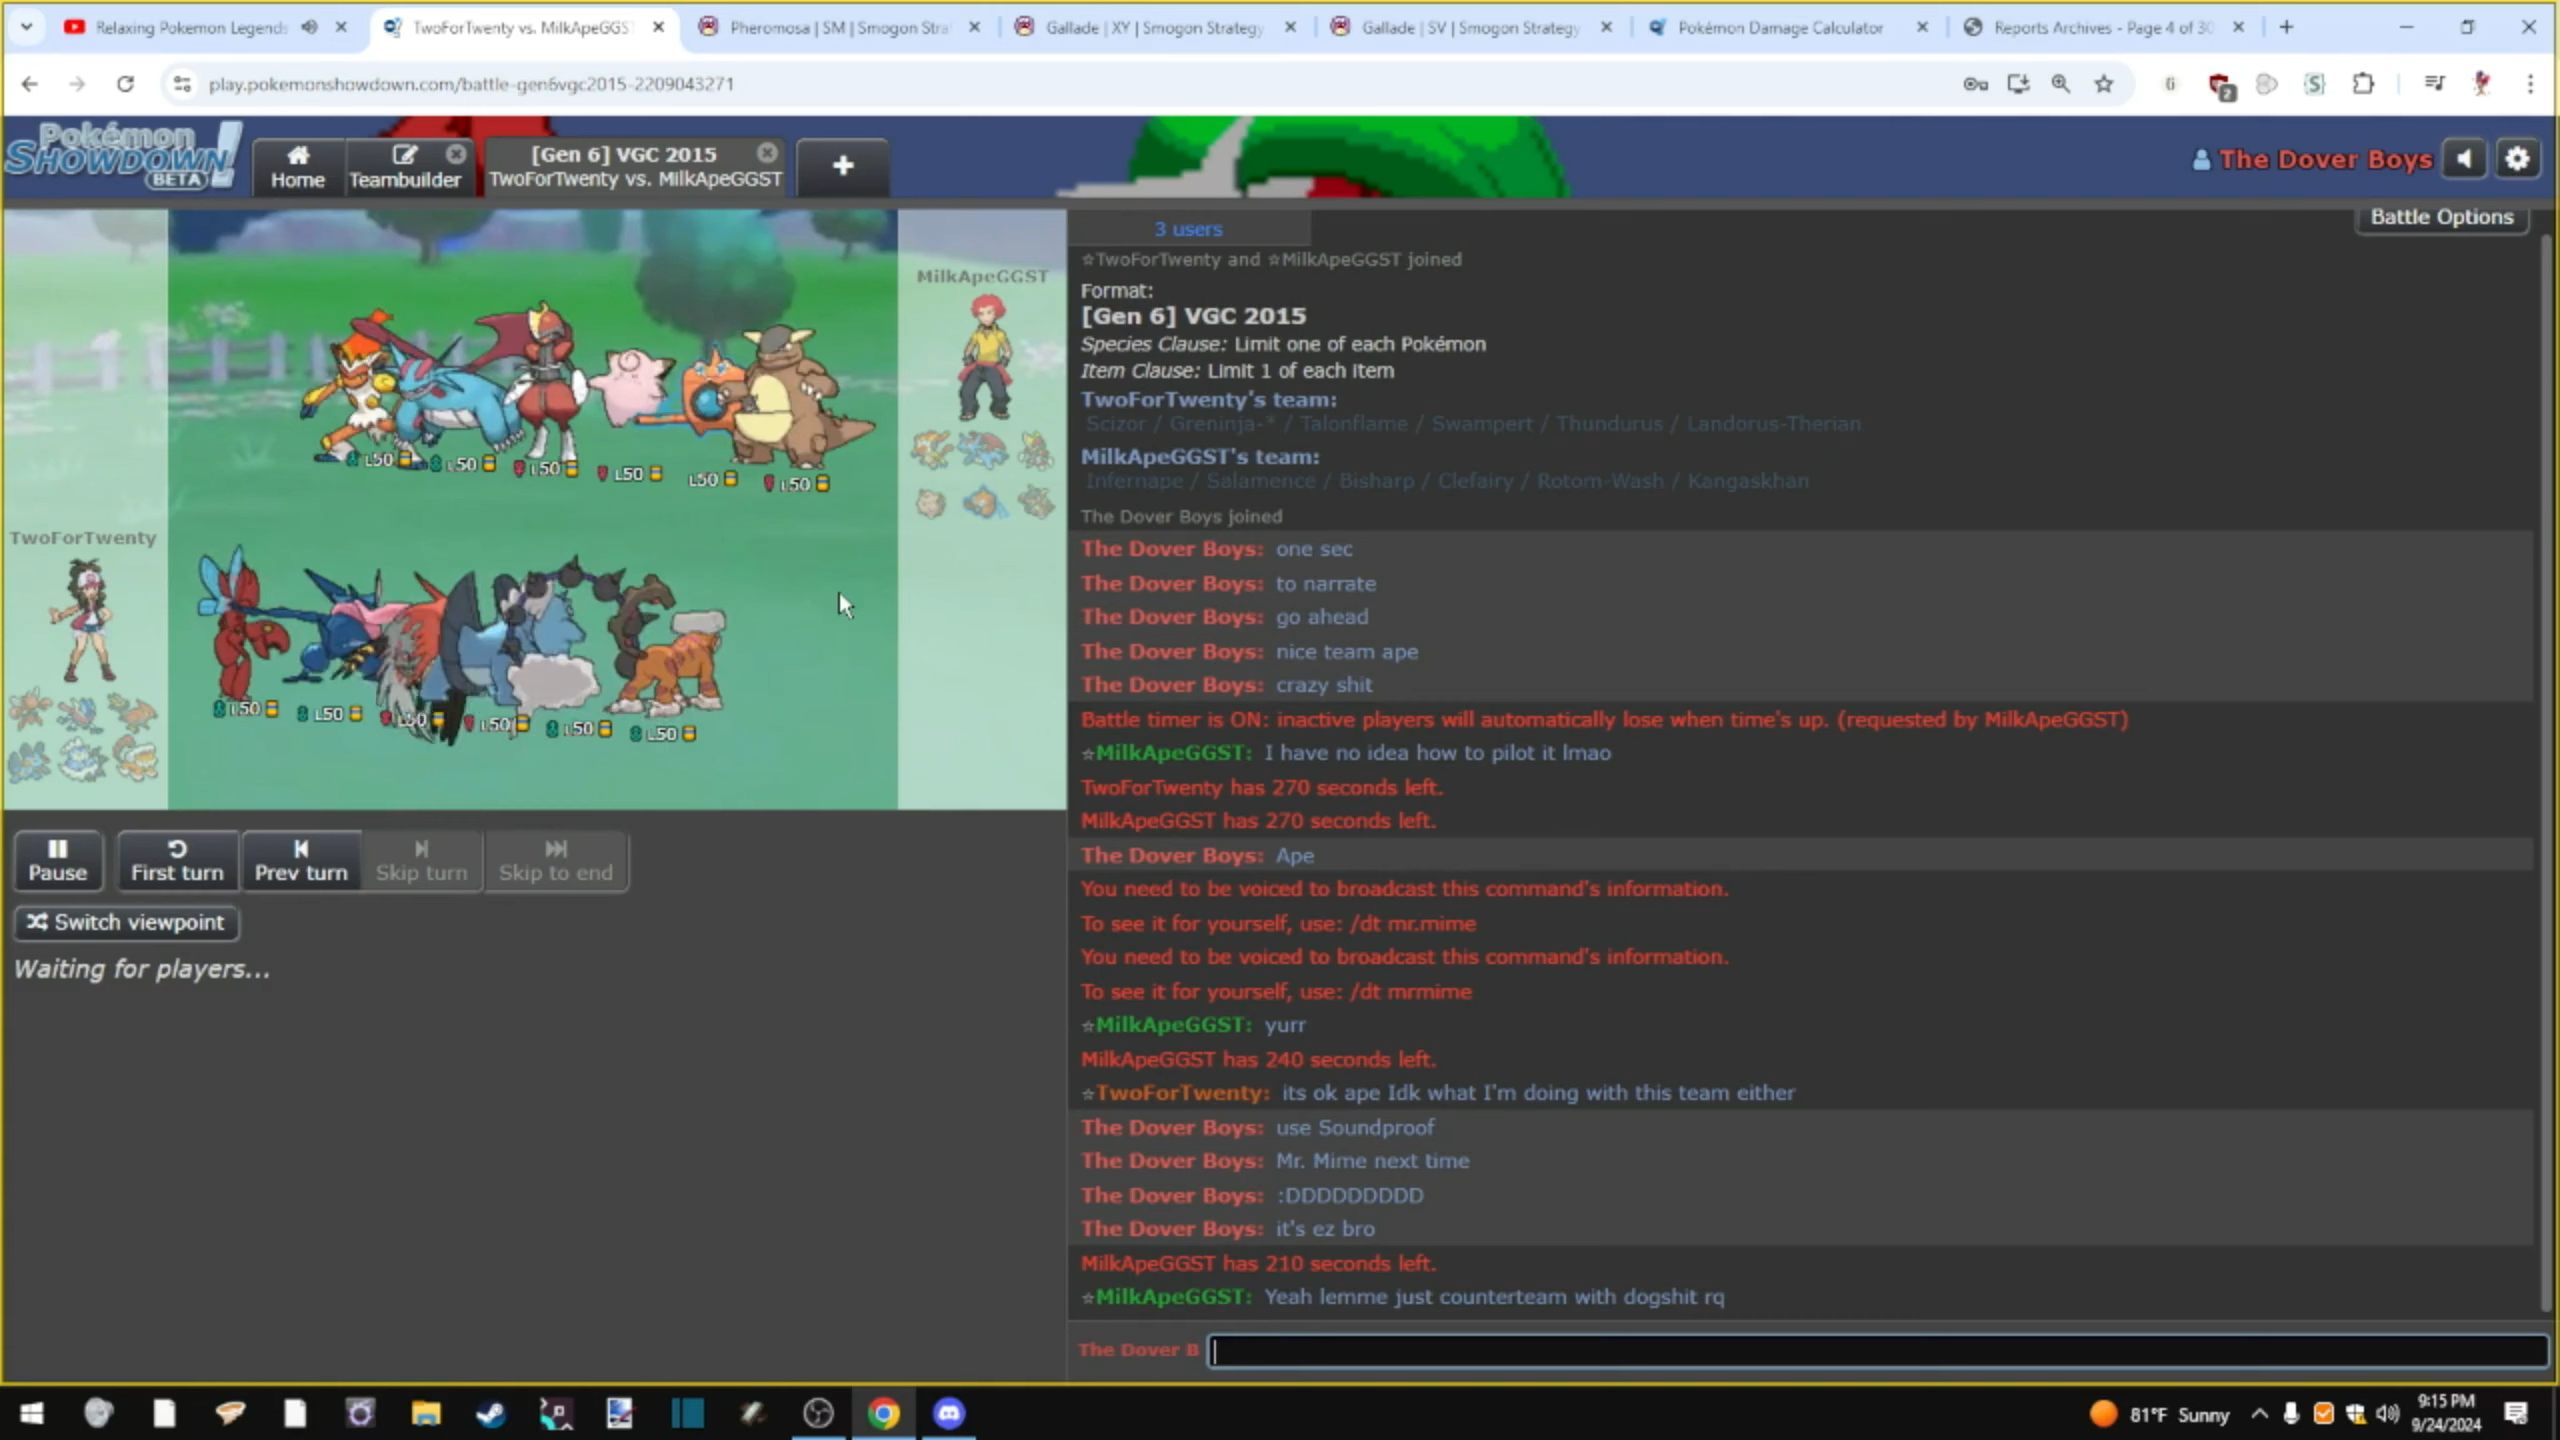 Relaxing Pokemon Legends
TwoForTwenty vs. MilkApeGGST
Pheromosa | SM | Smogon Stra
Gallade | XY | Smogon Strategy
Gallade | SV | Smogon Strategy
Pokémon Damage Calculator
Reports Archives - Page 4 of 30
play.pokemonshowdown.com/battle-gen6vgc2015-2209043271
2
Pokémon
SHOWDOWN!
BETA
Home
Teambuilder
[Gen 6] VGC 2015
TwoForTwenty vs. MilkApeGGST
The Dover Boys
MilkApeGGST
L50
L50
L50
L50
L50
L50
TwoForTwenty
L50
L50
L50
L50
L50
L50
Pause
First turn
Prev turn
Skip turn
Skip to end
Switch viewpoint
Waiting for players...
3 users
Battle Options
☆TwoForTwenty and ☆MilkApeGGST joined
Format:
[Gen 6] VGC 2015
Species Clause: Limit one of each Pokémon
Item Clause: Limit 1 of each item
TwoForTwenty's team:
Scizor / Greninja-* / Talonflame / Swampert / Thundurus / Landorus-Therian
MilkApeGGST's team:
Infernape / Salamence / Bisharp / Clefairy / Rotom-Wash / Kangaskhan
The Dover Boys joined
The Dover Boys: one sec
The Dover Boys: to narrate
The Dover Boys: go ahead
The Dover Boys: nice team ape
The Dover Boys: crazy shit
Battle timer is ON: inactive players will automatically lose when time's up. (requested by MilkApeGGST)
☆MilkApeGGST: I have no idea how to pilot it lmao
TwoForTwenty has 270 seconds left.
MilkApeGGST has 270 seconds left.
The Dover Boys: Ape
You need to be voiced to broadcast this command's information.
To see it for yourself, use: /dt mr.mime
You need to be voiced to broadcast this command's information.
To see it for yourself, use: /dt mrmime
☆MilkApeGGST: yurr
MilkApeGGST has 240 seconds left.
☆TwoForTwenty: its ok ape Idk what I'm doing with this team either
The Dover Boys: use Soundproof
The Dover Boys: Mr. Mime next time
The Dover Boys: :DDDDDDDDDD
The Dover Boys: it's ez bro
MilkApeGGST has 210 seconds left.
☆MilkApeGGST: Yeah lemme just counterteam with dogshit rq
The Dover B
81°F Sunny
9:15 PM
9/24/2024